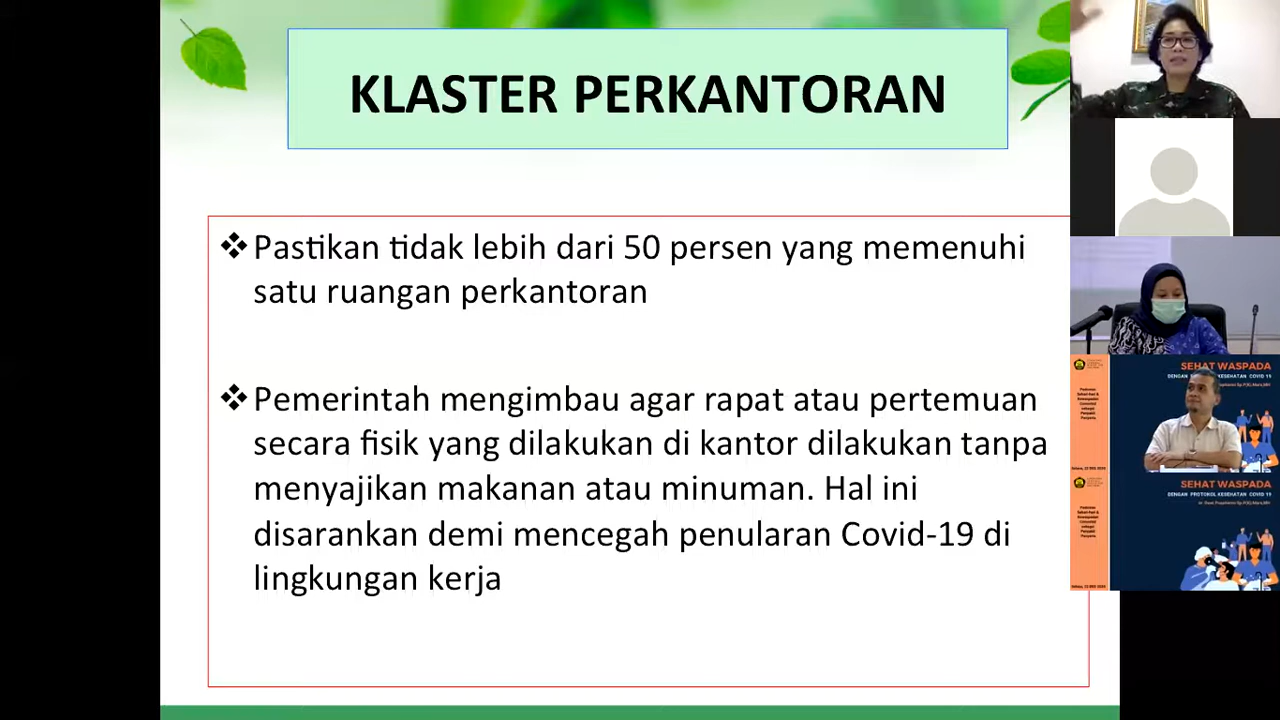 KLASTER PERKANTORAN
❖ Pastikan tidak lebih dari 50 persen yang memenuhi
satu ruangan perkantoran
❖ Pemerintah mengimbau agar rapat atau pertemuan
secara fisik yang dilakukan di kantor dilakukan tanpa
menyajikan makanan atau minuman. Hal ini
disarankan demi mencegah penularan Covid-19 di
lingkungan kerja
SEHAT WASPADA
SEHAT WASPADA
DENGAN PROTOKOL KESEHATAN COVID 19